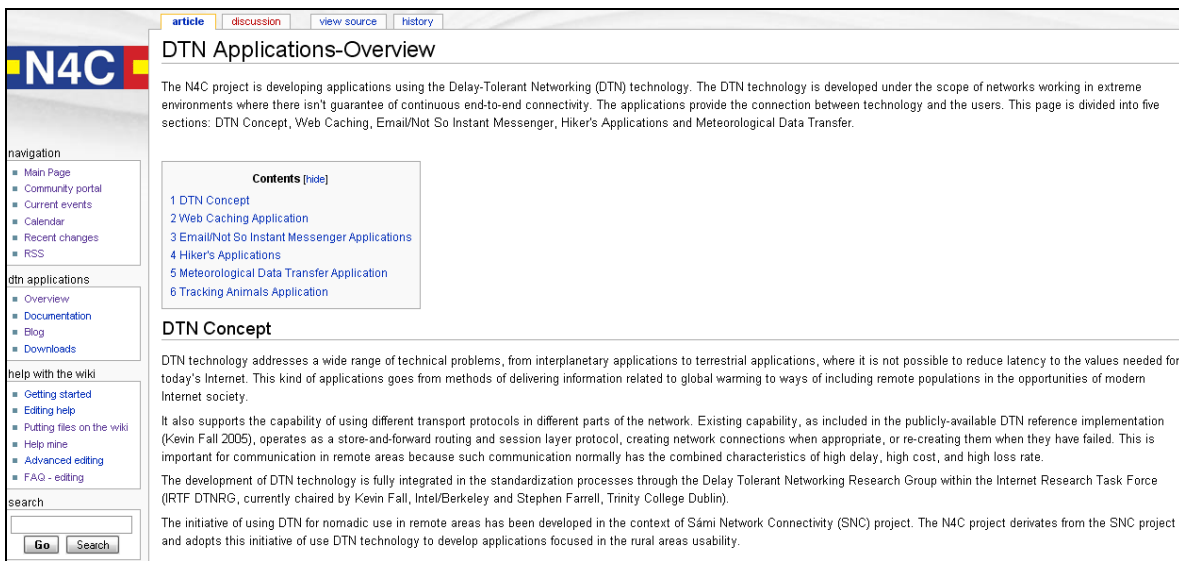 article
discussion
view source
history
N4C
DTN Applications-Overview
The N4C project is developing applications using the Delay-Tolerant Networking (DTN) technology. The DTN technology is developed under the scope of networks working in extreme
environments where there isn't guarantee of continuous end-to-end connectivity. The applications provide the connection between technology and the users. This page is divided into five
sections: DTN Concept, Web Caching, Email/Not So Instant Messenger, Hiker's Applications and Meteorological Data Transfer.
navigation
Main Page
Community portal
Current events
Calendar
Recent changes
RSS
dtn applications
Overview
Documentation
Blog
Downloads
help with the wiki
Getting started
Editing help
Putting files on the wiki
Help mine
Advanced editing
FAQ - editing
search
Go
Search
Contents [hide]
1 DTN Concept
2 Web Caching Application
3 Email/Not So Instant Messenger Applications
4 Hiker's Applications
5 Meteorological Data Transfer Application
6 Tracking Animals Application
DTN Concept
DTN technology addresses a wide range of technical problems, from interplanetary applications to terrestrial applications, where it is not possible to reduce latency to the values needed for
today's Internet. This kind of applications goes from methods of delivering information related to global warming to ways of including remote populations in the opportunities of modern
Internet society.
It also supports the capability of using different transport protocols in different parts of the network. Existing capability, as included in the publicly-available DTN reference implementation
(Kevin Fall 2005), operates as a store-and-forward routing and session layer protocol, creating network connections when appropriate, or re-creating them when they have failed. This is
important for communication in remote areas because such communication normally has the combined characteristics of high delay, high cost, and high loss rate.
The development of DTN technology is fully integrated in the standardization processes through the Delay Tolerant Networking Research Group within the Internet Research Task Force
(IRTF DTNRG, currently chaired by Kevin Fall, Intel/Berkeley and Stephen Farrell, Trinity College Dublin).
The initiative of using DTN for nomadic use in remote areas has been developed in the context of Sámi Network Connectivity (SNC) project. The N4C project derivates from the SNC project
and adopts this initiative of use DTN technology to develop applications focused in the rural areas usability.